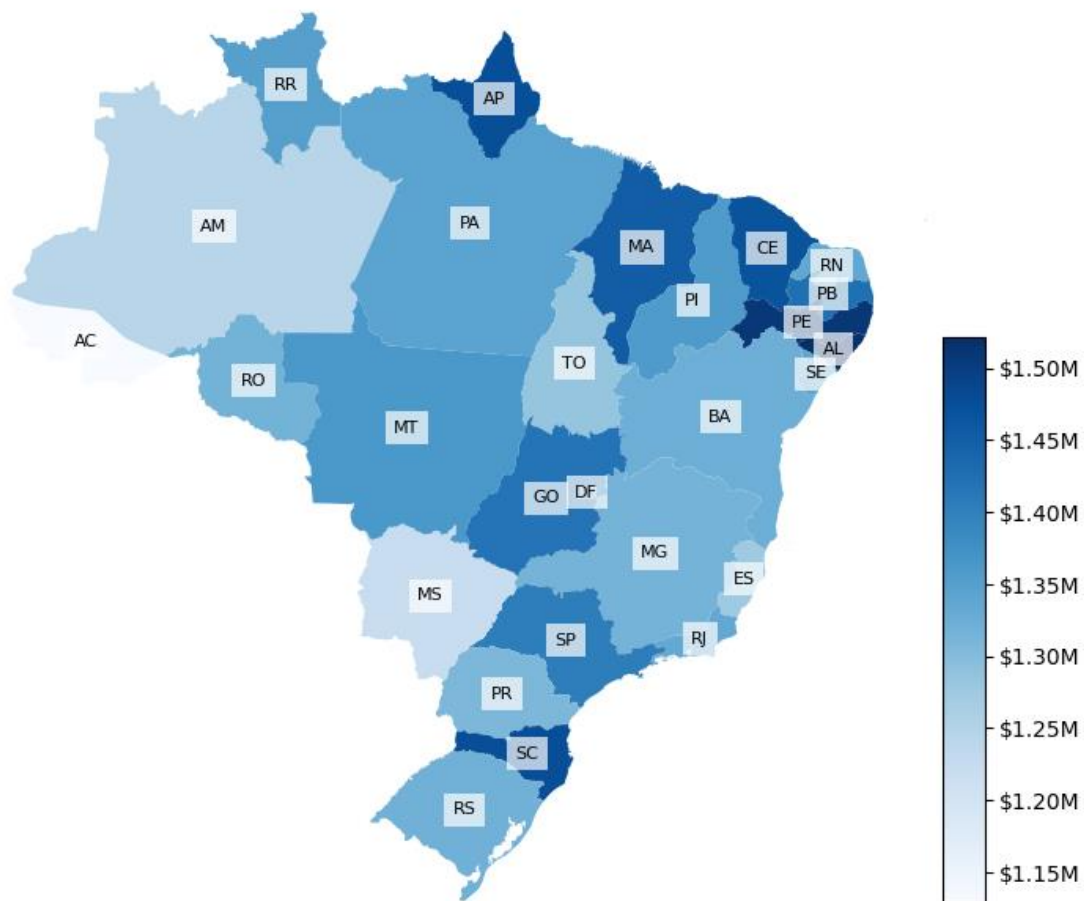 RR
AP
AM
PA
MA
CE
RN
PB
PI
PE
AC
AL
TO
SE
RO
BA
MT
DF
GO
MG
ES
MS
SP
RJ
PR
SC
RS
$1.50M
$1.45M
$1.40M
$1.35M
$1.30M
$1.25M
$1.20M
$1.15M